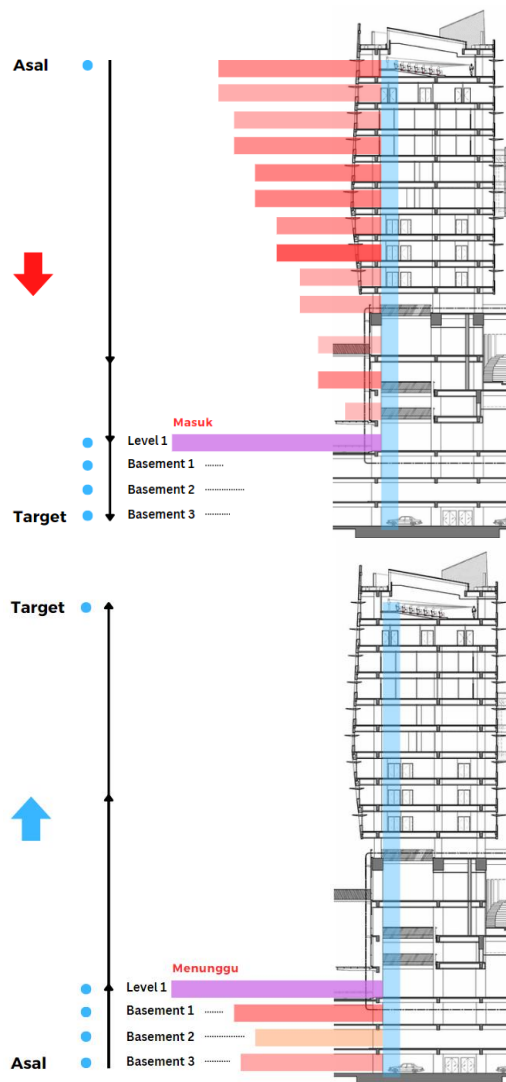 Asal
Masuk
Level 1
Basement 1 ........
Basement 2 .................
Target Basement 3 ...........
Target
Menunggu
Level 1
Basement 1 ........
Basement 2 ...........
Asal Basement 3 ...........